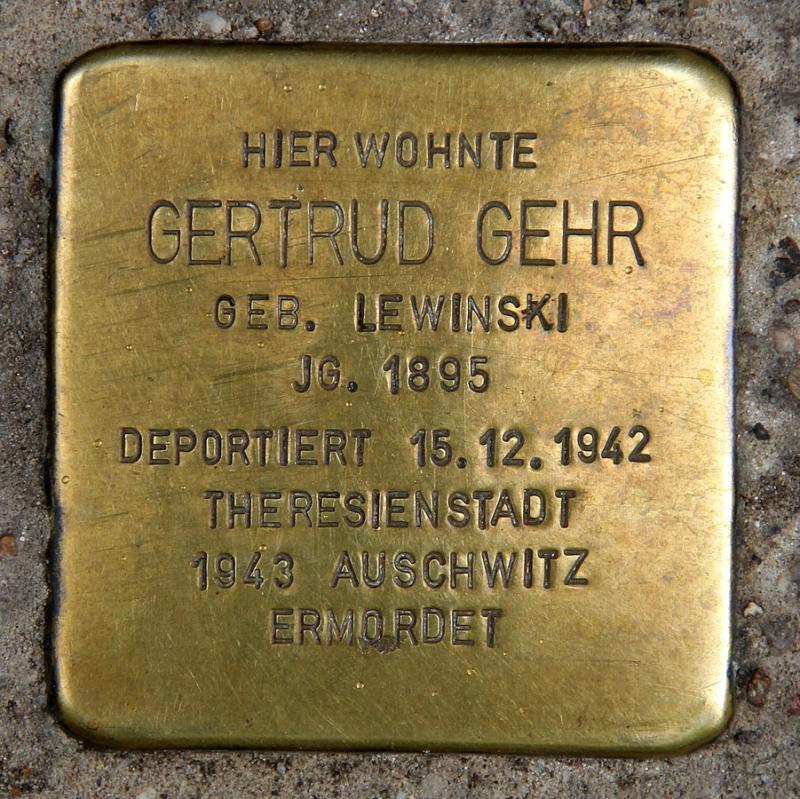 HIER WOHNTE
GERTRUD GEHR
GEB. LEWINSKI
JG. 1895
DEPORTIERT 15.12.1942
THERESIENSTADT
1943 AUSCHWITZ
ERMORDET